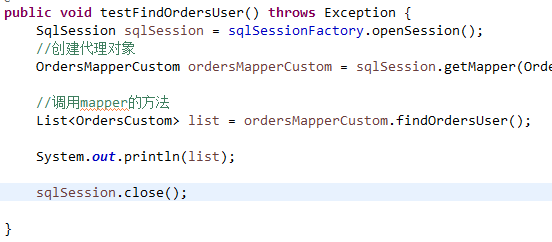 public void testFindOrdersUser() throws Exception {
SqlSession sqlSession = sqlSessionFactory.openSession();
//创建代理对象
OrdersMapperCustom ordersMapperCustom = sqlSession.getMapper(Orde
//调用mapper的方法
List<OrdersCustom> list = ordersMapperCustom.findOrdersUser();
System.out.println(list);
sqlSession.close();
}